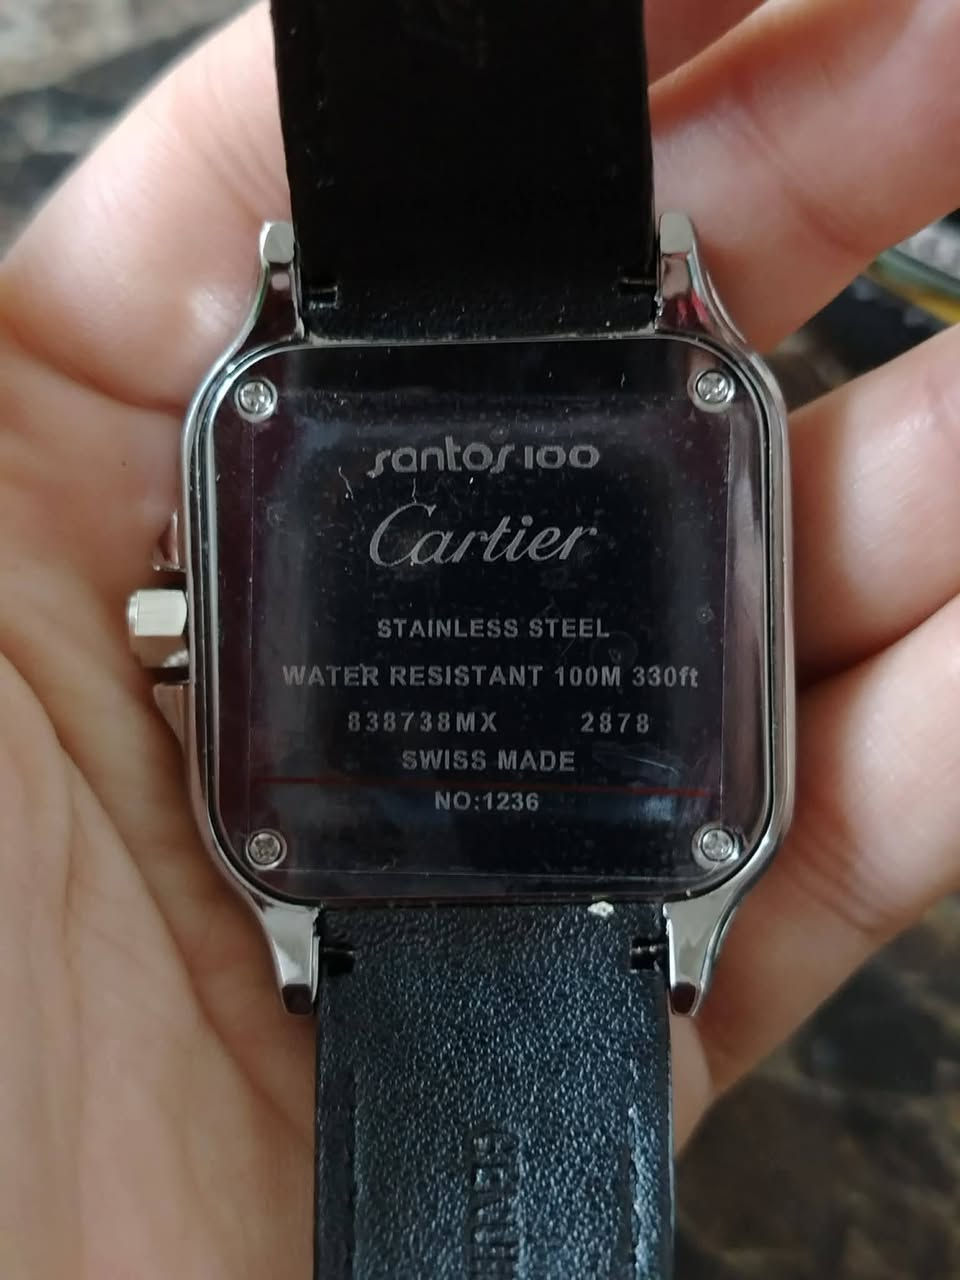 santos 100
Cartier
STAINLESS STEEL
WATER RESISTANT 100M 330ft
838738MX 2878
SWISS MADE
NO:1236